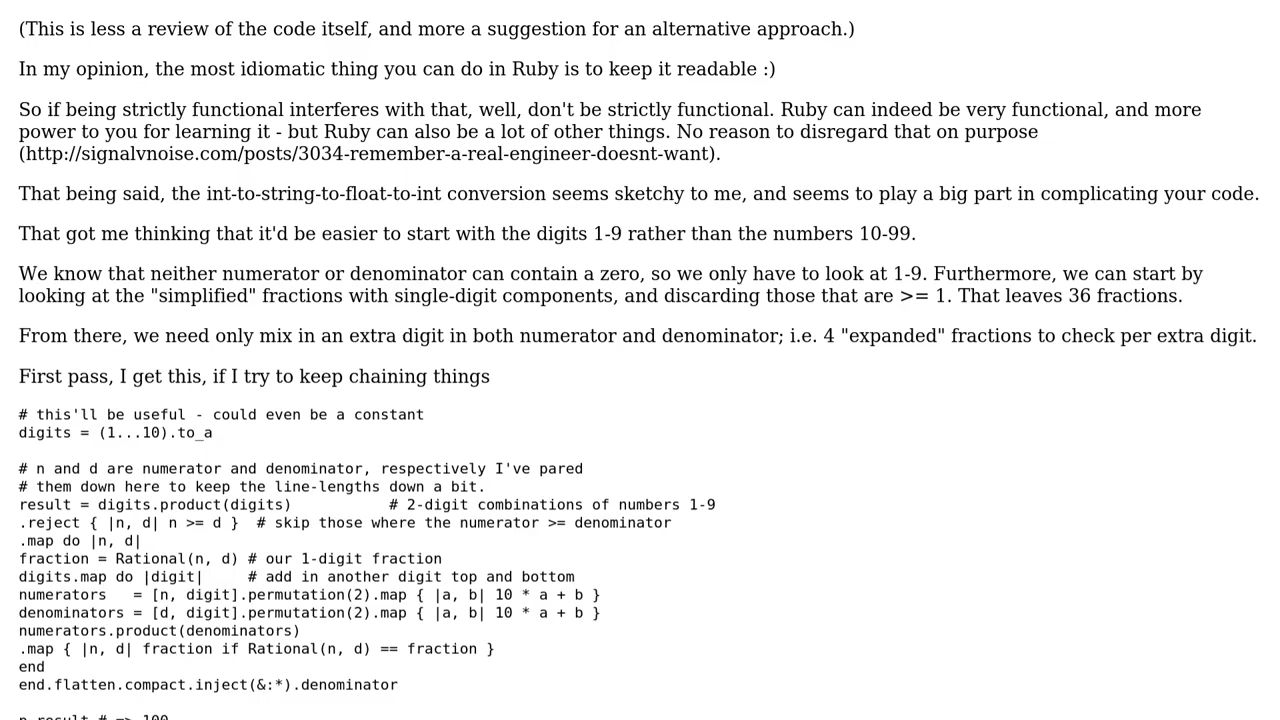 (This is less a review of the code itself, and more a suggestion for an alternative approach.)
In my opinion, the most idiomatic thing you can do in Ruby is to keep it readable :)
So if being strictly functional interferes with that, well, don't be strictly functional. Ruby can indeed be very functional, and more
power to you for learning it - but Ruby can also be a lot of other things. No reason to disregard that on purpose
(http://signalvnoise.com/posts/3034-remember-a-real-engineer-doesnt-want).
That being said, the int-to-string-to-float-to-int conversion seems sketchy to me, and seems to play a big part in complicating your code.
That got me thinking that it'd be easier to start with the digits 1-9 rather than the numbers 10-99.
We know that neither numerator or denominator can contain a zero, so we only have to look at 1-9. Furthermore, we can start by
looking at the "simplified" fractions with single-digit components, and discarding those that are >= 1. That leaves 36 fractions.
From there, we need only mix in an extra digit in both numerator and denominator; i.e. 4 "expanded" fractions to check per extra digit.
First pass, I get this, if I try to keep chaining things
# this'll be useful - could even be a constant
digits = (1...10).to_a
# n and d are numerator and denominator, respectively I've pared
# them down here to keep the line-lengths down a bit.
result = digits.product(digits)           # 2-digit combinations of numbers 1-9
.reject { |n, d| n >= d }  # skip those where the numerator >= denominator
.map do |n, d|
fraction = Rational(n, d) # our 1-digit fraction
digits.map do |digit|     # add in another digit top and bottom
numerators   = [n, digit].permutation(2).map { |a, b| 10 * a + b }
denominators = [d, digit].permutation(2).map { |a, b| 10 * a + b }
numerators.product(denominators)
.map { |n, d| fraction if Rational(n, d) == fraction }
end
end.flatten.compact.inject(&:*).denominator
p result # => 100